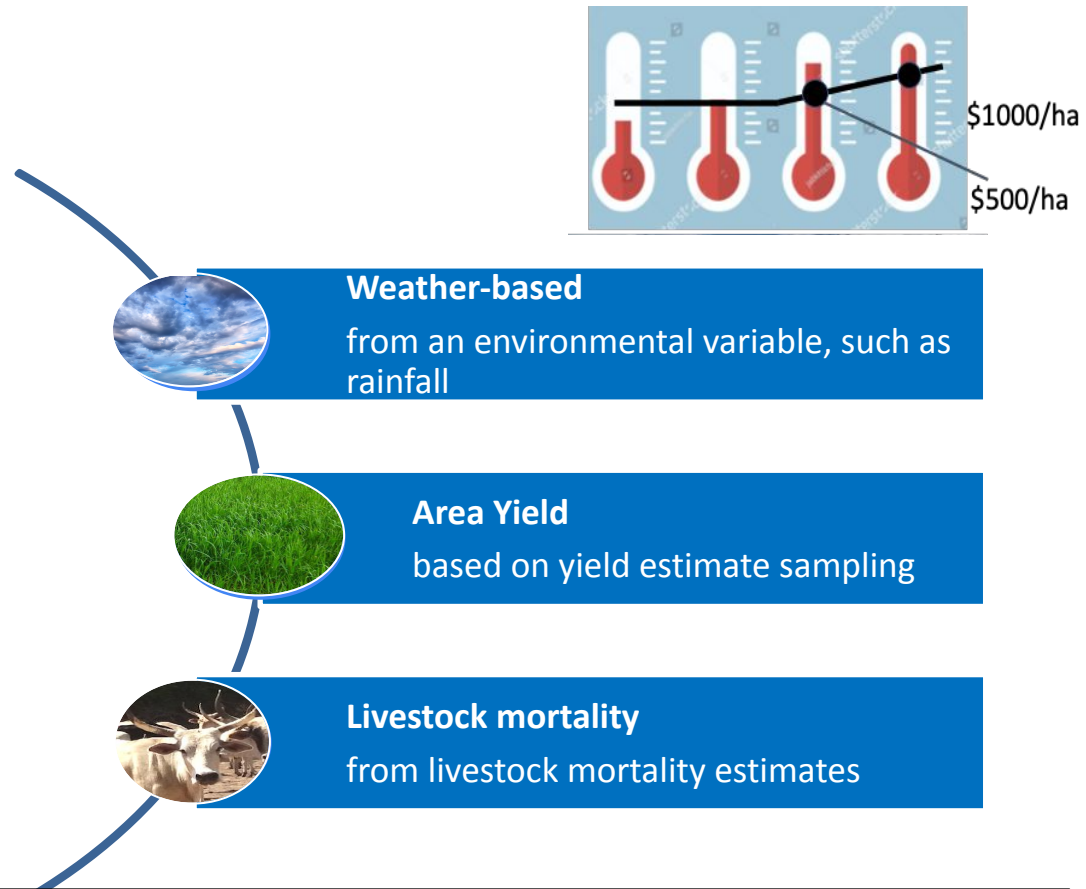 $1000/ha
$500/ha
Weather-based
from an environmental variable, such as
rainfall
Area Yield
based on yield estimate sampling
Livestock mortality
from livestock mortality estimates